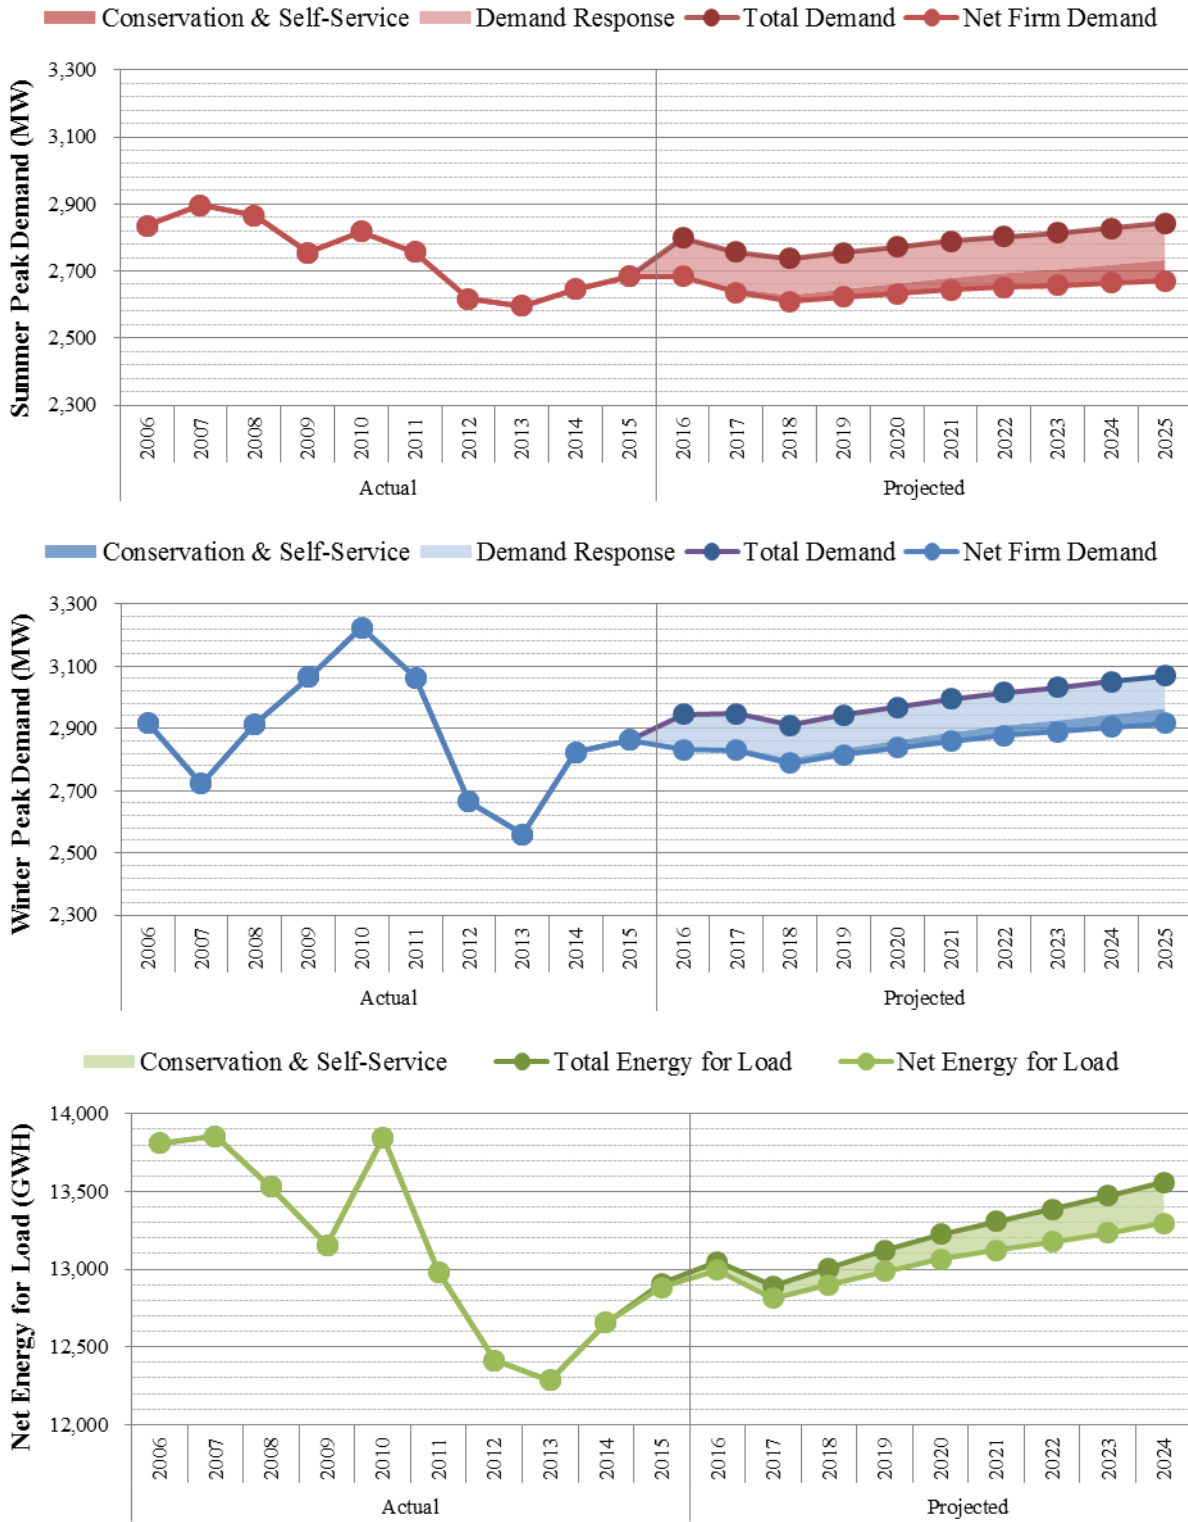 Conservation & Self-Service Demand Response Total Demand Net Firm Demand
Summer Peak Demand (MW)
3,300
3,100
2,900
2,700
2,500
2,300
2006 2007 2008 2009 2010 2011 2012 2013 2014 2015 2016 2017 2018 2019 2020 2021 2022 2023 2024 2025
Actual Projected
Conservation & Self-Service Demand Response Total Demand Net Firm Demand
Winter Peak Demand (MW)
3,300
3,100
2,900
2,700
2,500
2,300
2006 2007 2008 2009 2010 2011 2012 2013 2014 2015 2016 2017 2018 2019 2020 2021 2022 2023 2024 2025
Actual Projected
Conservation & Self-Service Total Energy for Load Net Energy for Load
Net Energy for Load (GWH)
14,000
13,500
13,000
12,500
12,000
2006 2007 2008 2009 2010 2011 2012 2013 2014 2015 2016 2017 2018 2019 2020 2021 2022 2023 2024
Actual Projected